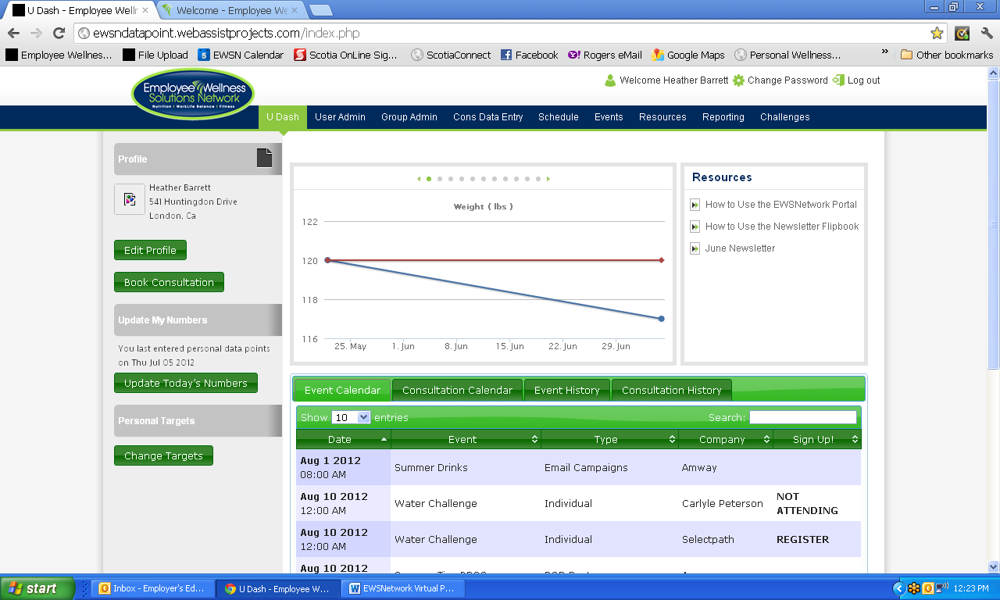 U Dash - Employee Welln
Welcome - Employee We
ewsndatapoint.webassistprojects.com/index.php
Employee Wellnes...
File Upload
5 EWSN Calendar
Scotia OnLine Sig...
ScotiaConnect
Facebook
Rogers eMail
Google Maps
Personal Wellness...
»
Other bookmarks
Employee Wellness
Solutions Network
Nutrition | WorkLife Balance | Fitness
Welcome Heather Barrett
Change Password
Log out
U Dash
User Admin
Group Admin
Cons Data Entry
Schedule
Events
Resources
Reporting
Challenges
Profile
Heather Barrett
541 Huntingdon Drive
London, Ca
Edit Profile
Book Consultation
Update My Numbers
You last entered personal data points
on Thu Jul 05 2012
Update Today's Numbers
Personal Targets
Change Targets
Weight ( lbs )
122
120
118
116
25. May
1. Jun
8. Jun
15. Jun
22. Jun
29. Jun
Resources
How to Use the EWSNetwork Portal
How to Use the Newsletter Flipbook
June Newsletter
Event Calendar
Consultation Calendar
Event History
Consultation History
Show 10 entries
Search:
Date Event Type Company Sign Up!
Aug 1 2012
08:00 AM
Summer Drinks
Email Campaigns
Amway
Aug 10 2012
12:00 AM
Water Challenge
Individual
Carlyle Peterson
NOT
ATTENDING
Aug 10 2012
12:00 AM
Water Challenge
Individual
Selectpath
REGISTER
Aug 10 2012
start
Inbox - Employer's Ed...
U Dash - Employee W...
EWSNetwork Virtual P...
12:23 PM